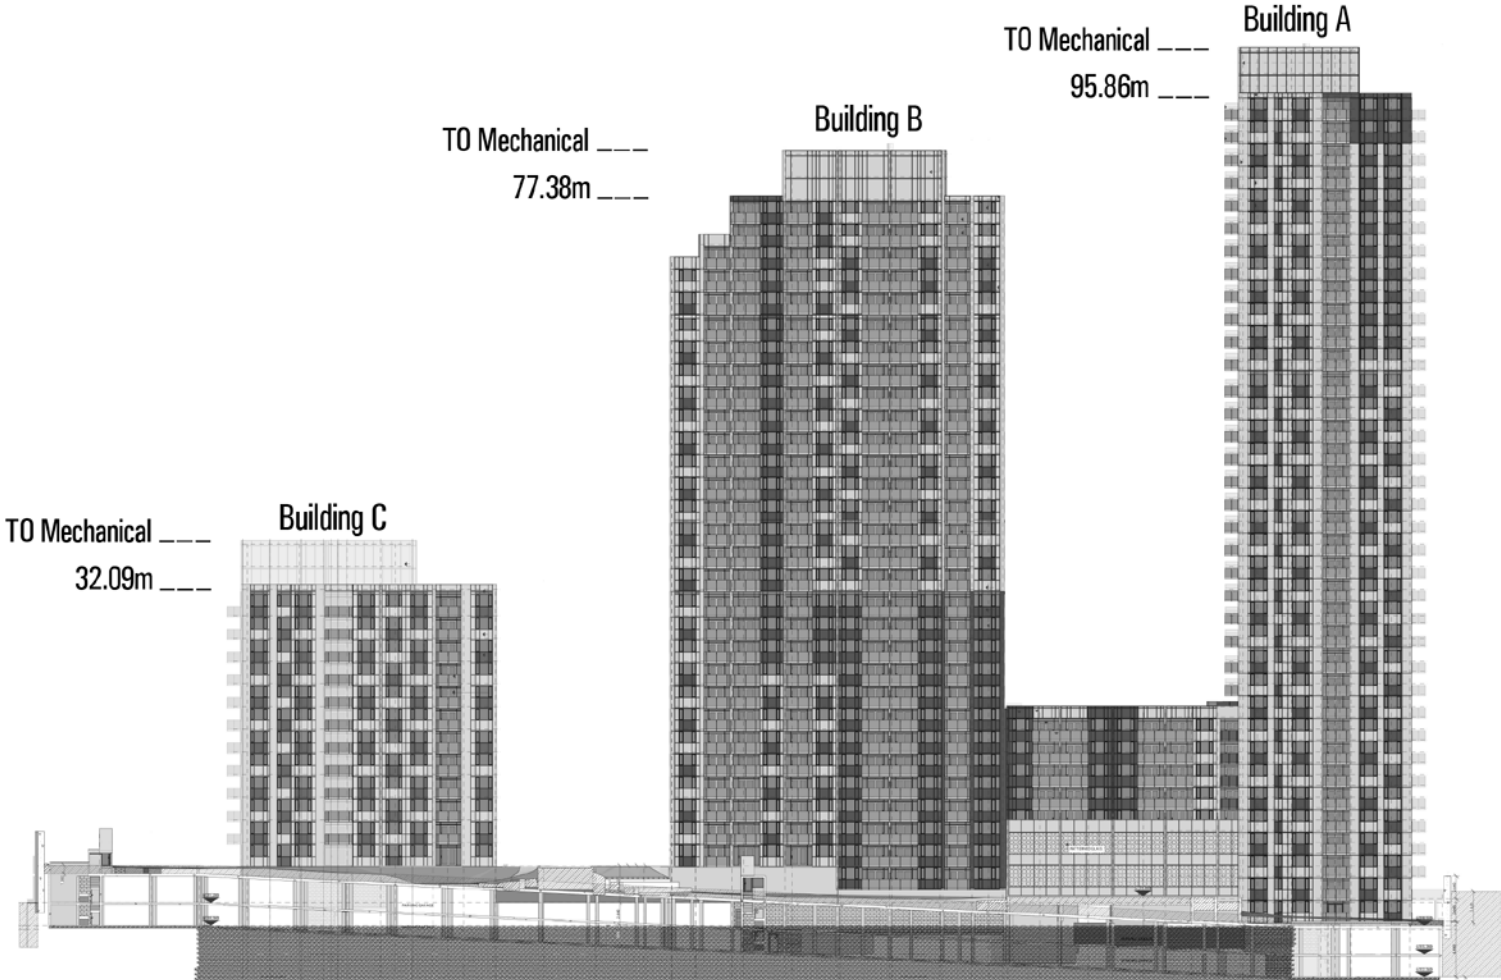 Building A
TO Mechanical
95.86m
Building B
TO Mechanical
77.38m
Building C
TO Mechanical
32.09m